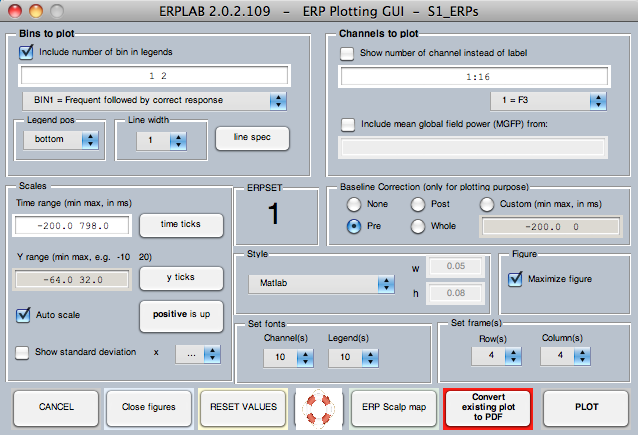 ERPLAB 2.0.2.109 - ERP Plotting GUI - S1_ERPs
Bins to plot
Include number of bin in legends
1 2
BIN1 = Frequent followed by correct response
Legend pos
bottom
Line width
1
line spec
Channels to plot
Show number of channel instead of label
1:16
1 = F3
Include mean global field power (MGFP) from:
Scales
Time range (min max, in ms)
-200.0 798.0
time ticks
Y range (min max, e.g. -10 20)
-64.0 32.0
y ticks
Auto scale
positive is up
Show standard deviation x ...
ERPSET
1
Baseline Correction (only for plotting purpose)
None
Post
Custom (min max, in ms)
Pre
Whole
-200.0 0
Style
Matlab
w
0.05
h
0.08
Figure
Maximize figure
Set fonts
Channel(s)
Legend(s)
10
10
Set frame(s)
Row(s)
Column(s)
4
4
CANCEL
Close figures
RESET VALUES
ERP Scalp map
Convert
existing plot
to PDF
PLOT